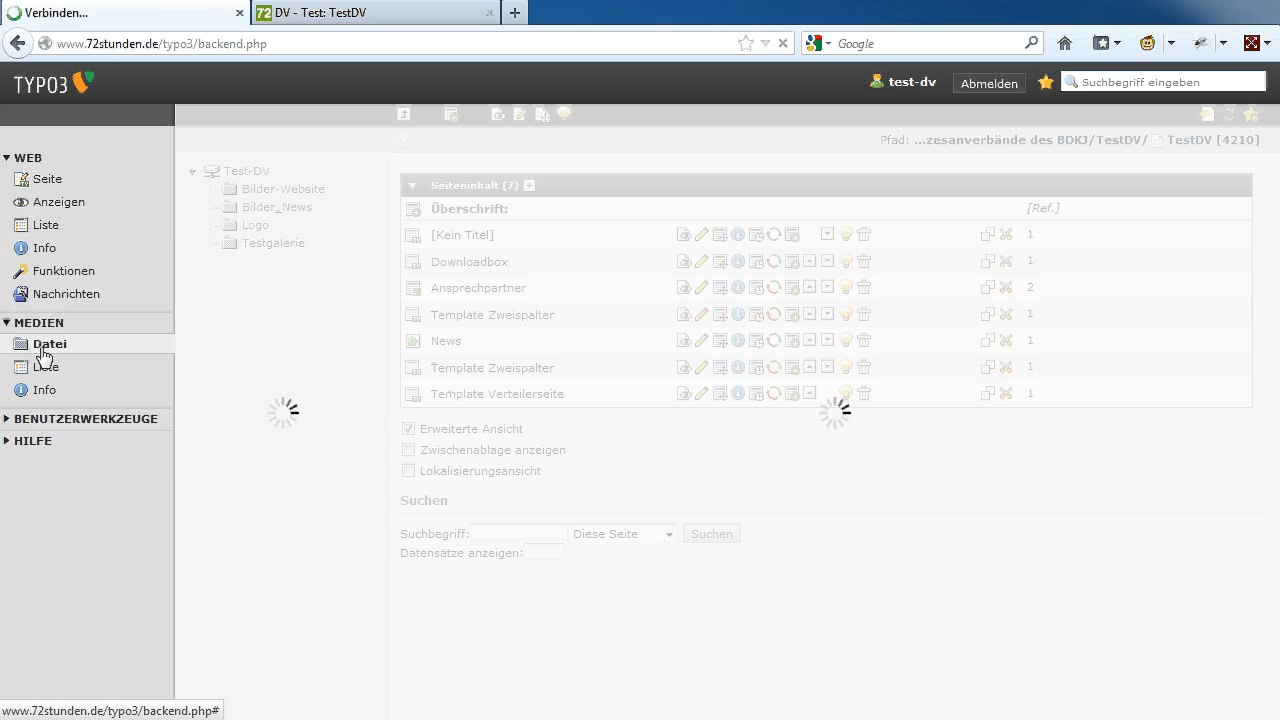 Verbinden...
72 DV - Test: TestDV
www.72stunden.de/typo3/backend.php
Google
TYPO3
test-dv
Abmelden
Suchbegriff eingeben
Pfad: ...zesanverbände des BDKJ/TestDV/ TestDV [4210]
WEB
Seite
Anzeigen
Liste
Info
Funktionen
Nachrichten
MEDIEN
Datei
Liste
Info
BENUTZERWERKZEUGE
HILFE
Test-DV
Bilder-Website
Bilder_News
Logo
Testgalerie
Seiteninhalt (7)
Überschrift: [Ref.]
[Kein Titel] 1
Downloadbox 1
Ansprechpartner 2
Template Zweispalter 1
News 1
Template Zweispalter 1
Template Verteilerseite 1
Erweiterte Ansicht
Zwischenablage anzeigen
Lokalisierungsansicht
Suchen
Suchbegriff: Diese Seite Suchen
Datensätze anzeigen:
www.72stunden.de/typo3/backend.php#